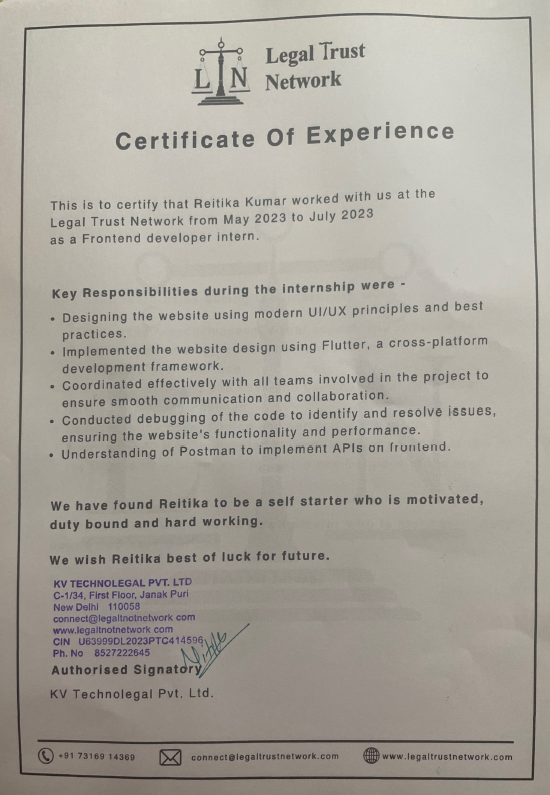 L N
Legal Trust
Network
Certificate Of Experience
This is to certify that Reitika Kumar worked with us at the
Legal Trust Network from May 2023 to July 2023
as a Frontend developer intern.
Key Responsibilities during the internship were -
• Designing the website using modern UI/UX principles and best
practices.
• Implemented the website design using Flutter, a cross-platform
development framework.
• Coordinated effectively with all teams involved in the project to
ensure smooth communication and collaboration.
• Conducted debugging of the code to identify and resolve issues,
ensuring the website's functionality and performance.
• Understanding of Postman to implement APIs on frontend.
We have found Reitika to be a self starter who is motivated,
duty bound and hard working.
We wish Reitika best of luck for future.
KV TECHNOLEGAL PVT. LTD
C-1/34, First Floor, Janak Puri
New Delhi 110058
connect@legaltnotnetwork.com
www.legaltnotnetwork.com
CIN U63999DL2023PTC414596
Ph. No 8527222645
Authorised Signatory
KV Technolegal Pvt. Ltd.
+91 73169 14369 connect@legaltrustnetwork.com www.legaltrustnetwork.com